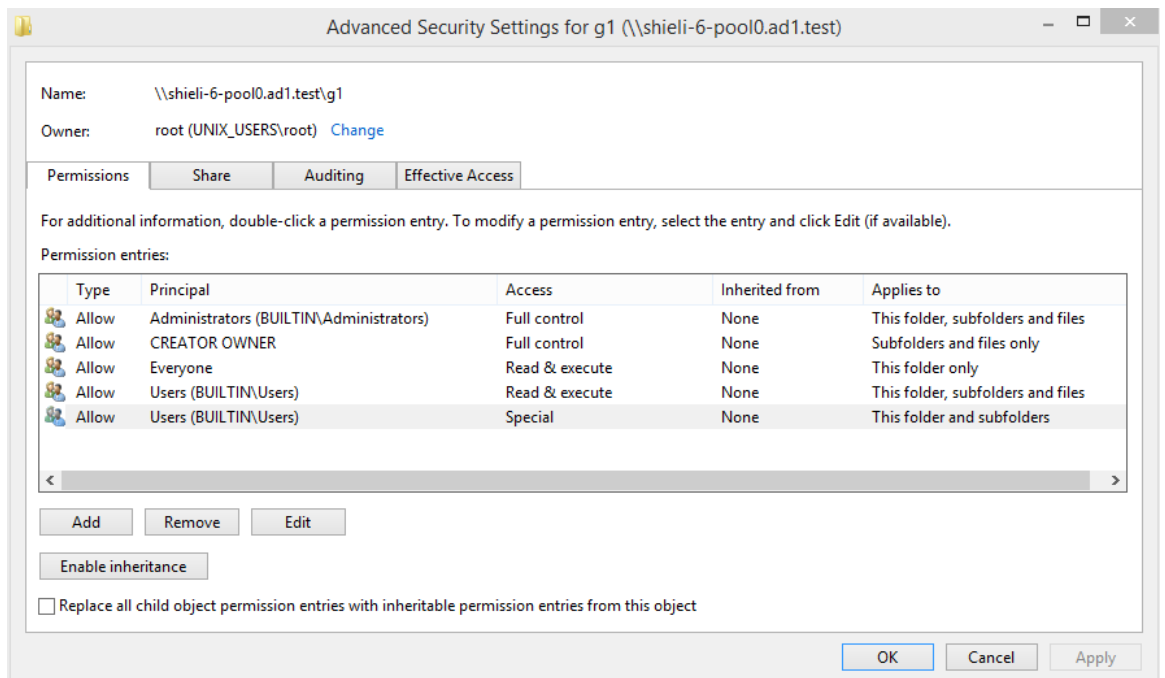 Advanced Security Settings for g1 (\\shieli-6-pool0.ad1.test)
Name: \\shieli-6-pool0.ad1.test\g1
Owner: root (UNIX_USERS\root) Change
Permissions Share Auditing Effective Access
For additional information, double-click a permission entry. To modify a permission entry, select the entry and click Edit (if available).
Permission entries:
Type Principal Access Inherited from Applies to
Allow Administrators (BUILTIN\Administrators) Full control None This folder, subfolders and files
Allow CREATOR OWNER Full control None Subfolders and files only
Allow Everyone Read & execute None This folder only
Allow Users (BUILTIN\Users) Read & execute None This folder, subfolders and files
Allow Users (BUILTIN\Users) Special None This folder and subfolders
Add Remove Edit
Enable inheritance
Replace all child object permission entries with inheritable permission entries from this object
OK Cancel Apply